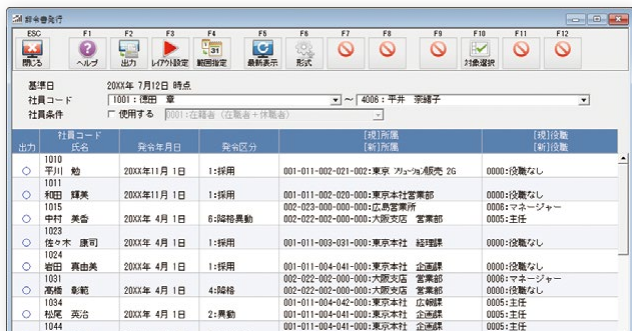 辞令書発行
ESC F1 F2 F3 F4 F5 F6 F7 F8 F9 F10 F11 F12
閉じる ヘルプ 出力 レイアウト設定 範囲指定 最新表示 形式 対象選択
基準日 20XX年 7月12日 時点
社員コード 1001:徳田 章 ～ 4006:平井 奈緒子
社員条件 使用する 0001:在籍者(在職者+休職者)
社員コード [現]所属 [現]役職
出力 氏名 発令年月日 発令区分 [新]所属 [新]役職
1010
平川 勉 20XX年11月 1日 1:採用 001-011-002-021-002:東京 ソリューション販売 2G 0000:役職なし
1011
和田 輝美 20XX年11月 1日 1:採用 001-011-002-020-000:東京本社営業部 0000:役職なし
1015 002-023-000-000-000:広島営業所 0006:マネージャー
中村 美香 20XX年 4月 1日 6:降格異動 002-022-002-000-000:大阪支店 営業部 0005:主任
1023
佐々木 康司 20XX年 4月 1日 1:採用 001-011-003-031-000:東京本社 経理課 0000:役職なし
1024
岩田 真由美 20XX年 4月 1日 1:採用 001-011-004-041-000:東京本社 企画課 0000:役職なし
1031 002-022-002-000-000:大阪支店 営業部 0006:マネージャー
高橋 彰範 20XX年 4月 1日 4:降格 002-022-002-000-000:大阪支店 営業部 0000:役職なし
1034 001-011-004-042-000:東京本社 広報課 0005:主任
松尾 英治 20XX年 4月 1日 2:異動 001-011-004-041-000:東京本社 企画課 0005:主任
1044 001-011-004-041-000:東京本社 企画課 0005:主任